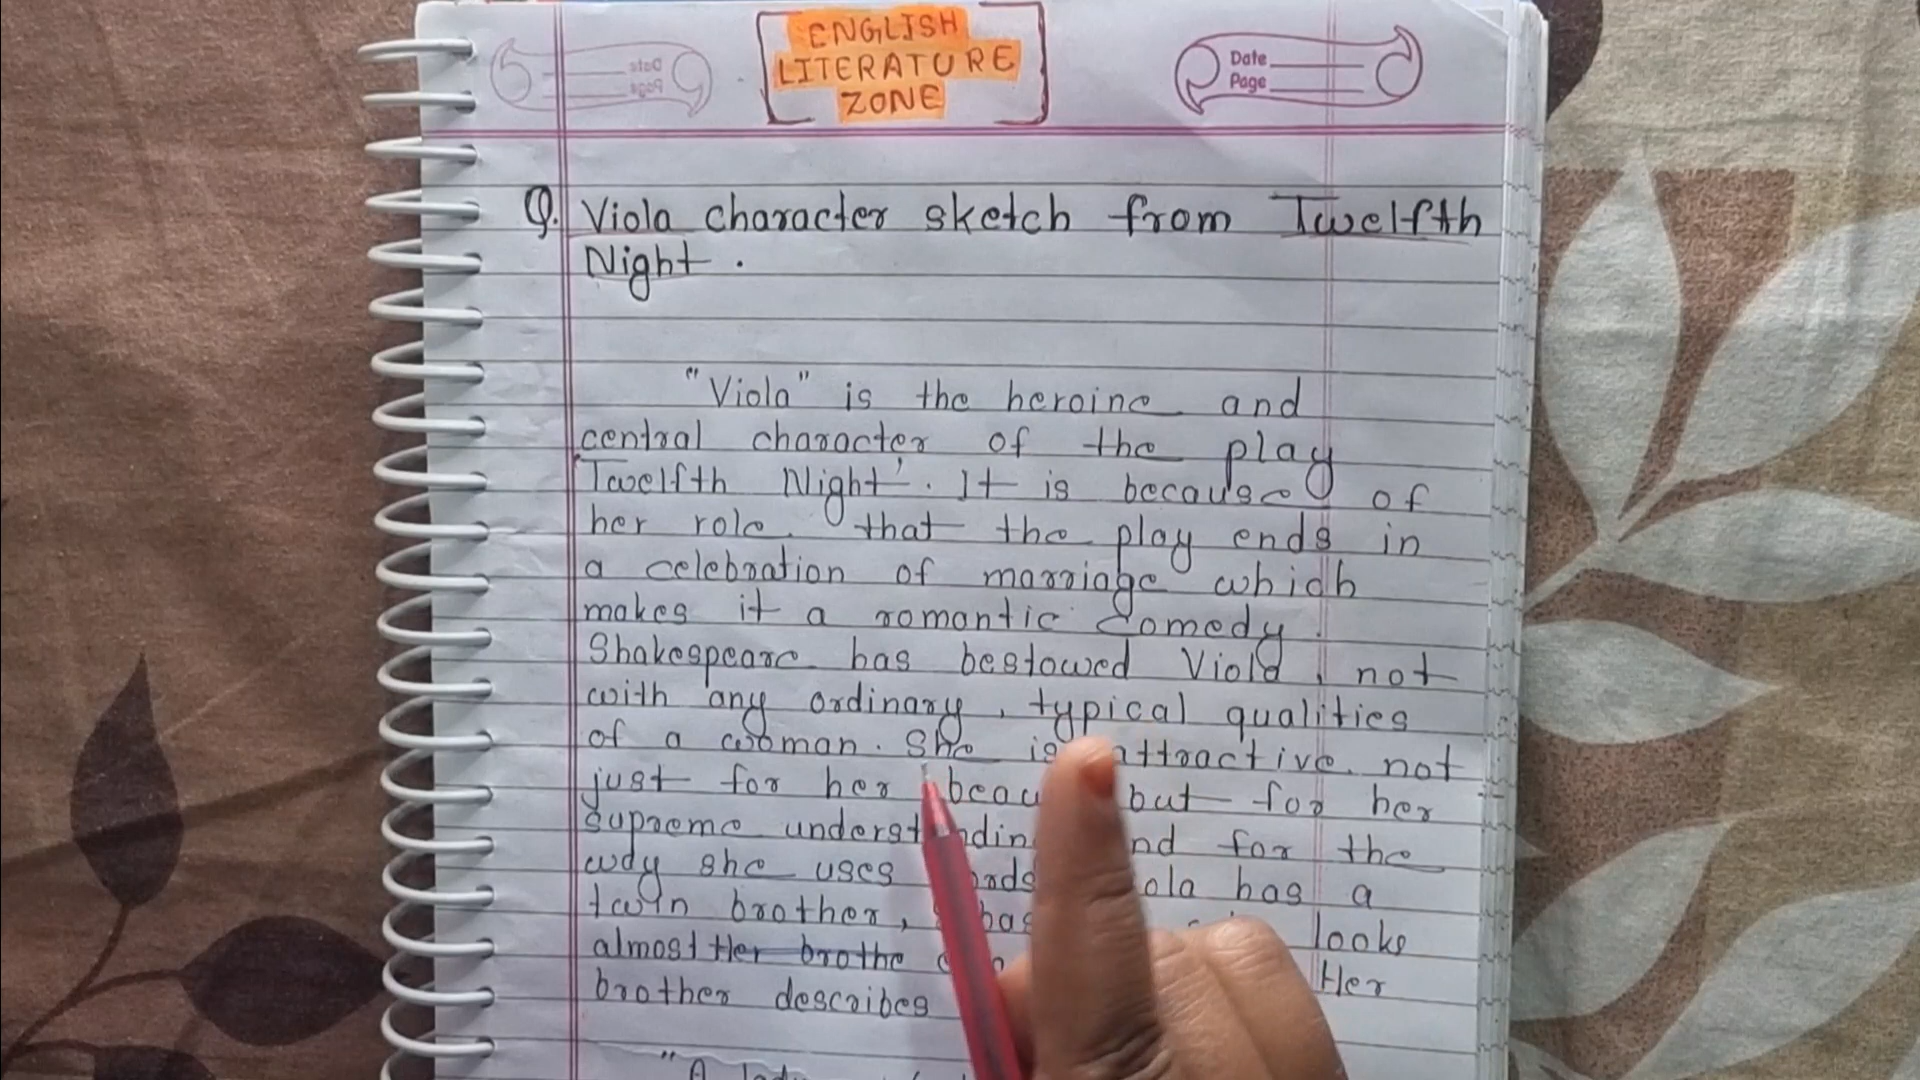 ENGLISH
LITERATURE
ZONE
Date
Page
Q. Viola character sketch from Twelfth
Night.
"Viola" is the heroine and
central character of the play
'Twelfth Night'. It is because of
her role that the play ends in
a celebration of marriage which
makes it a romantic comedy.
Shakespeare has bestowed Viola, not
with any ordinary, typical qualities
of a woman. She is attractive not
just for her but for her
supreme and for the
way she uses has a
twin brother, looks
almost Her brothe Her
brother describes
"A